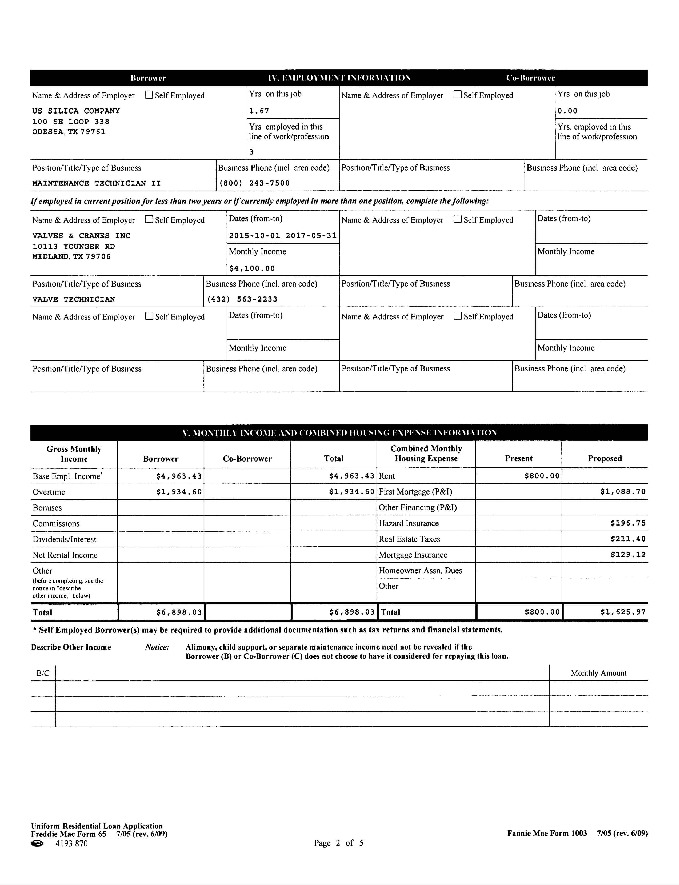 Borrower IV. EMPLOYMENT INFORMATION Co-Borrower
Name & Address of Employer Self Employed Yrs. on this job Name & Address of Employer Self Employed Yrs. on this job
US SILICA COMPANY 1.67 0.00
100 SE LOOP 338
ODESSA, TX 79761
Yrs. employed in this line of work/profession Yrs. employed in this line of work/profession
3
Position/Title/Type of Business Business Phone (incl. area code) Position/Title/Type of Business Business Phone (incl. area code)
MAINTENANCE TECHNICIAN II (800) 243-7500
If employed in current position for less than two years or if currently employed in more than one position, complete the following:
Name & Address of Employer Self Employed Dates (from-to) Name & Address of Employer Self Employed Dates (from-to)
VALVES & CRANES INC 2015-10-01 2017-05-31
10113 YOUNGER RD
MIDLAND, TX 79706
Monthly Income Monthly Income
$4,100.00
Position/Title/Type of Business Business Phone (incl. area code) Position/Title/Type of Business Business Phone (incl. area code)
VALVE TECHNICIAN (432) 563-2233
Name & Address of Employer Self Employed Dates (from-to) Name & Address of Employer Self Employed Dates (from-to)
Monthly Income Monthly Income
Position/Title/Type of Business Business Phone (incl. area code) Position/Title/Type of Business Business Phone (incl. area code)
V. MONTHLY INCOME AND COMBINED HOUSING EXPENSE INFORMATION
Gross Monthly Income Borrower Co-Borrower Total Combined Monthly Housing Expense Present Proposed
Base Empl. Income* $4,963.43 $4,963.43 Rent $800.00
Overtime $1,934.60 $1,934.60 First Mortgage (P&I) $1,088.70
Bonuses Other Financing (P&I)
Commissions Hazard Insurance $196.75
Dividends/Interest Real Estate Taxes $211.40
Net Rental Income Mortgage Insurance $129.12
Other Homeowner Assn. Dues
(before completing, see the
notice in "describe
other income," below)
Other
Total $6,898.03 $6,898.03 Total $800.00 $1,625.97
* Self Employed Borrower(s) may be required to provide additional documentation such as tax returns and financial statements.
Describe Other Income Notice: Alimony, child support, or separate maintenance income need not be revealed if the
Borrower (B) or Co-Borrower (C) does not choose to have it considered for repaying this loan.
B/C Monthly Amount
Uniform Residential Loan Application
Freddie Mac Form 65 7/05 (rev. 6/09) Fannie Mae Form 1003 7/05 (rev. 6/09)
4193 870 Page 2 of 5